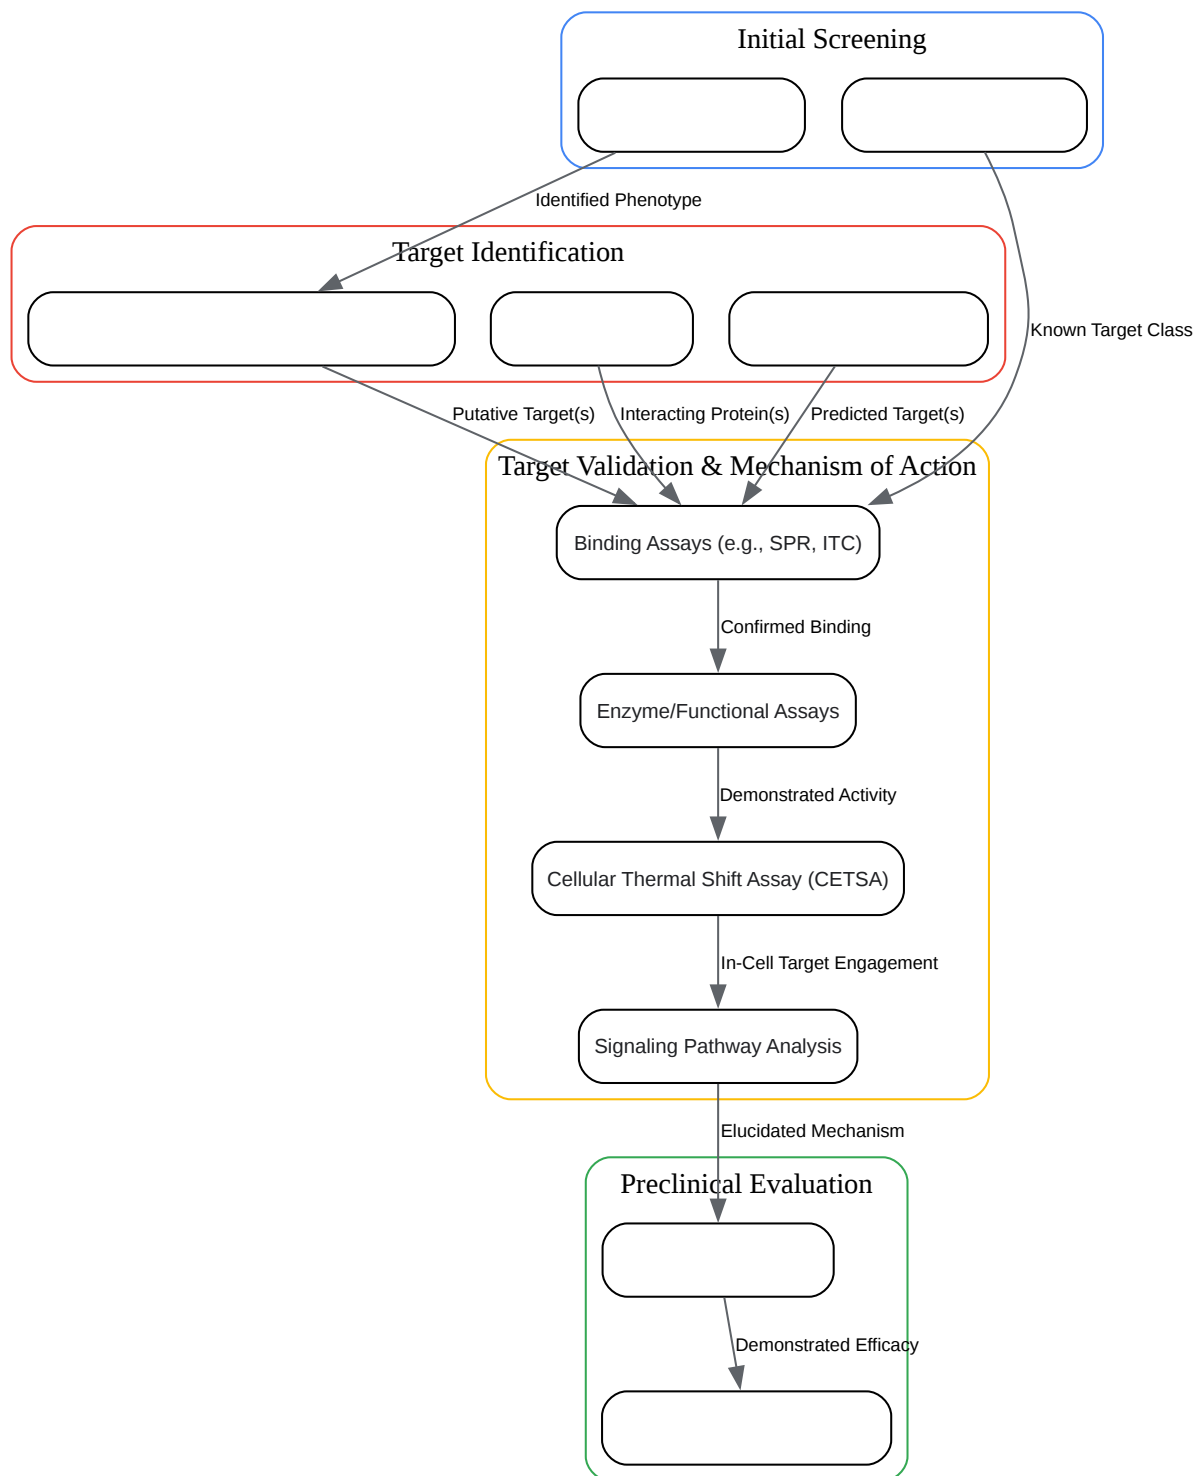 Initial Screening
Identified Phenotype
Target Identification
Known Target Class
Putative Target(s)
Interacting Protein(s)
Predicted Target(s)
Target Validation & Mechanism of Action
Binding Assays (e.g., SPR, ITC)
Confirmed Binding
Enzyme/Functional Assays
Demonstrated Activity
Cellular Thermal Shift Assay (CETSA)
In-Cell Target Engagement
Signaling Pathway Analysis
Elucidated Mechanism
Preclinical Evaluation
Demonstrated Efficacy